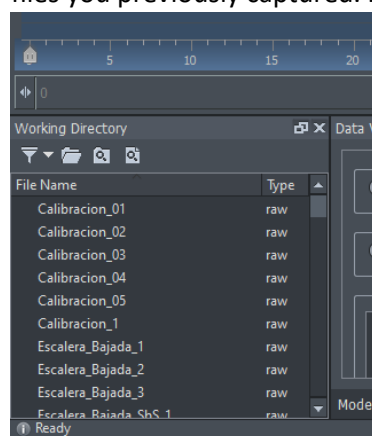 files you previously captured.
5 10 15 20
0
Working Directory Data
File Name Type
Calibracion_01 raw
Calibracion_02 raw
Calibracion_03 raw
Calibracion_04 raw
Calibracion_05 raw
Calibracion_1 raw
Escalera_Bajada_1 raw
Escalera_Bajada_2 raw
Escalera_Bajada_3 raw
Escalera_Bajada_ShS_1 raw
Mode
Ready